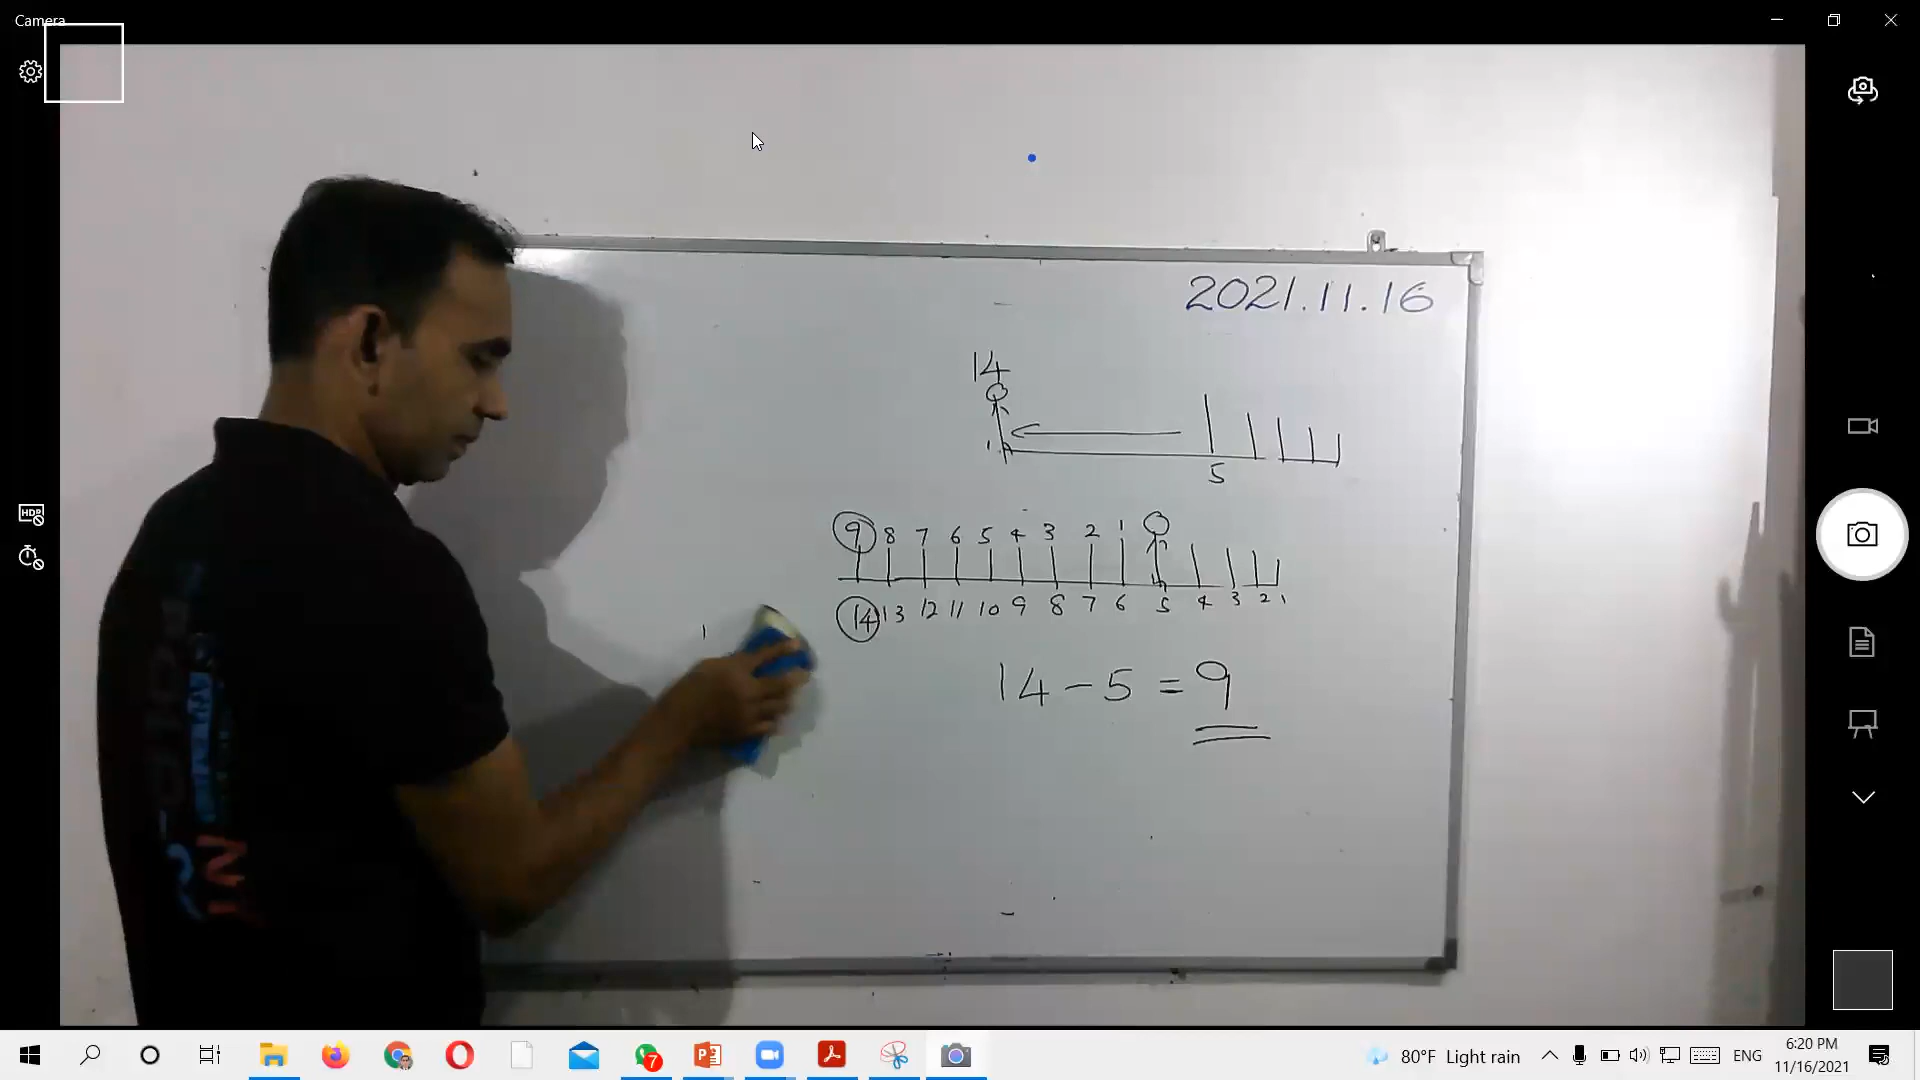 Camera
2021.11.16
14
5
9 8 7 6 5 4 3 2 1
14 13 12 11 10 9 8 7 6 5 4 3 2 1
14 - 5 = 9
7
80°F Light rain
ENG
6:20 PM
11/16/2021